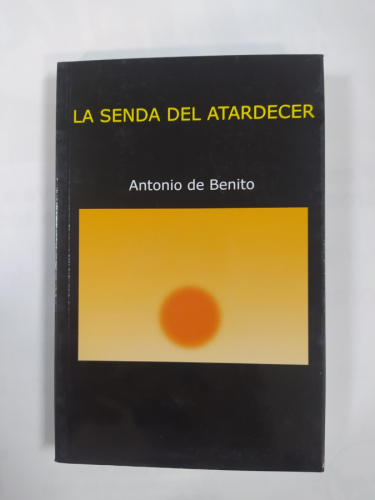 LA SENDA DEL ATARDECER
Antonio de Benito